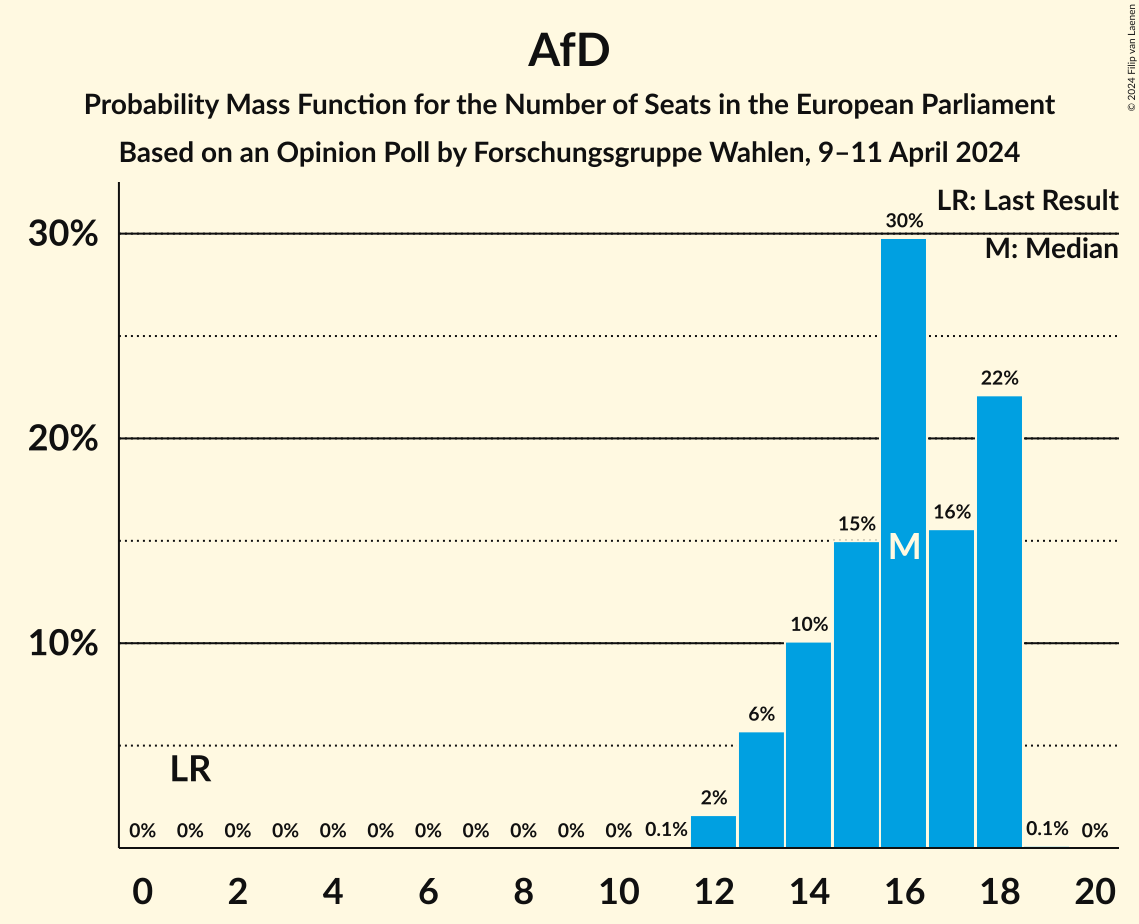 AfD
Probability Mass Function for the Number of Seats in the European Parliament
Based on an Opinion Poll by Forschungsgruppe Wahlen, 9–11 April 2024
© 2024 Filip van Laenen
LR: Last Result
M: Median
30%
20%
10%
30%
22%
16%
15%
M
10%
6%
2%
LR
0% 0% 0% 0% 0% 0% 0% 0% 0% 0% 0% 0.1% 0.1% 0%
0 2 4 6 8 10 12 14 16 18 20